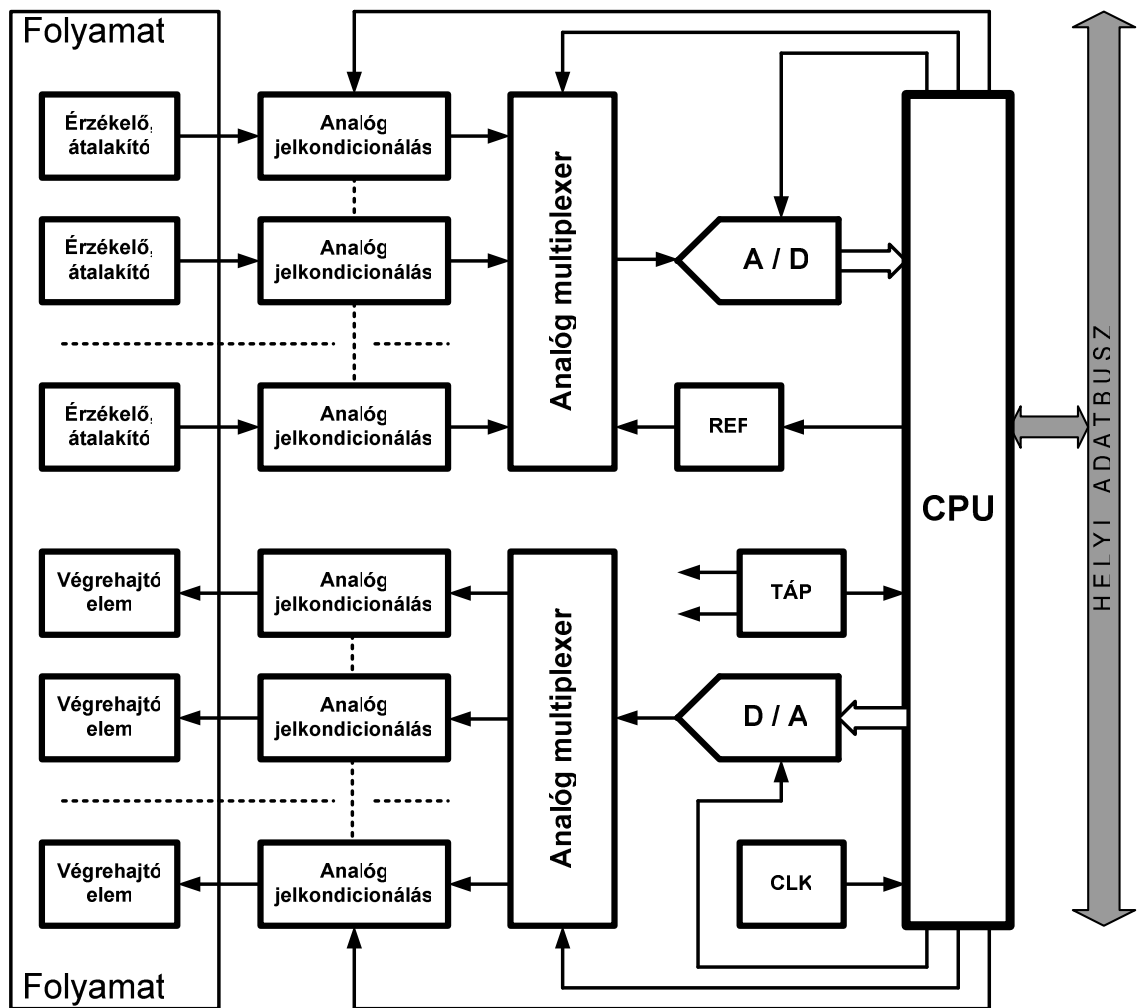 Folyamat
Érzékelő,
átalakító
Analóg
jelkondicionálás
Érzékelő,
átalakító
Analóg
jelkondicionálás
Érzékelő,
átalakító
Analóg
jelkondicionálás
Analóg multiplexer
A / D
REF
CPU
HELYI ADATBUSZ
Végrehajtó
elem
Analóg
jelkondicionálás
Végrehajtó
elem
Analóg
jelkondicionálás
Végrehajtó
elem
Analóg
jelkondicionálás
Analóg multiplexer
TÁP
D / A
CLK
Folyamat